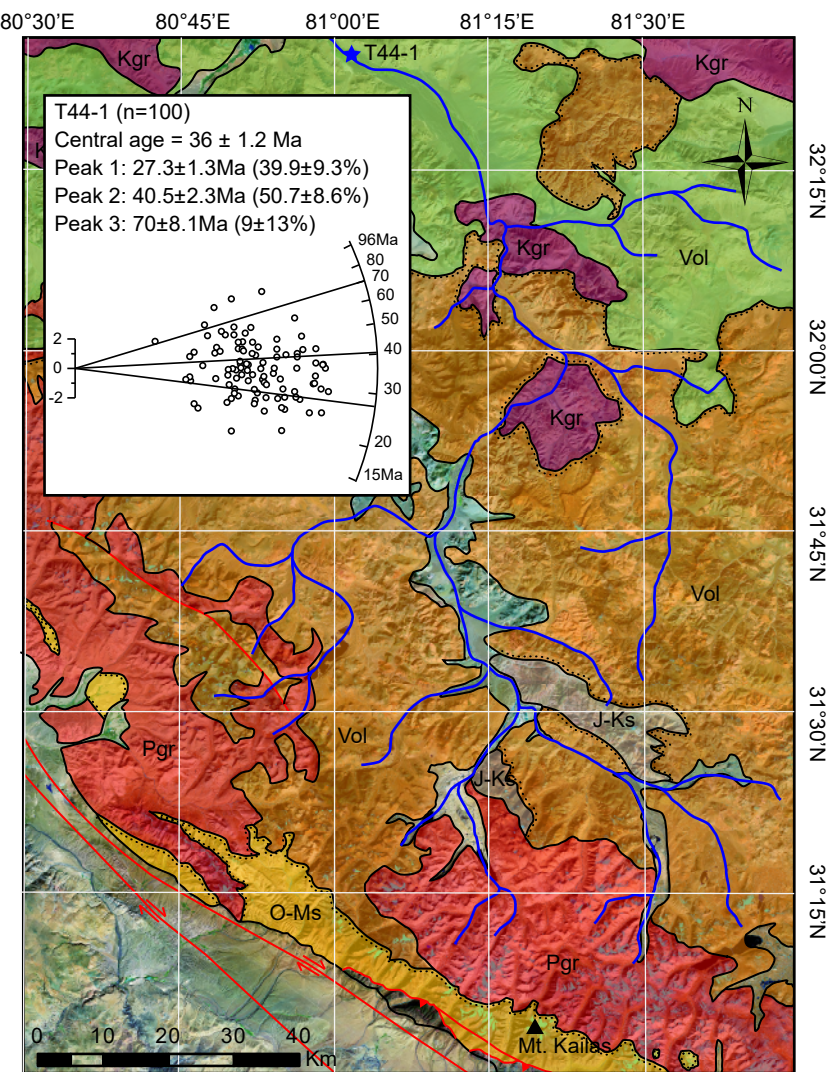 80°30'E 80°45'E 81°00'E 81°15'E 81°30'E
Kgr
T44-1
Kgr
T44-1 (n=100)
Central age = 36 ± 1.2 Ma
Peak 1: 27.3±1.3Ma (39.9±9.3%)
Peak 2: 40.5±2.3Ma (50.7±8.6%)
Peak 3: 70±8.1Ma (9±13%)
N
K
32°15'N
96Ma
80
70
60
50
40
30
20
15Ma
2
0
-2
Kgr
Vol
32°00'N
Kgr
31°45'N
Vol
31°30'N
J-Ks
Vol
Pgr
J-Ks
31°15'N
O-Ms
Pgr
Mt. Kailas
0 10 20 30 40
Km